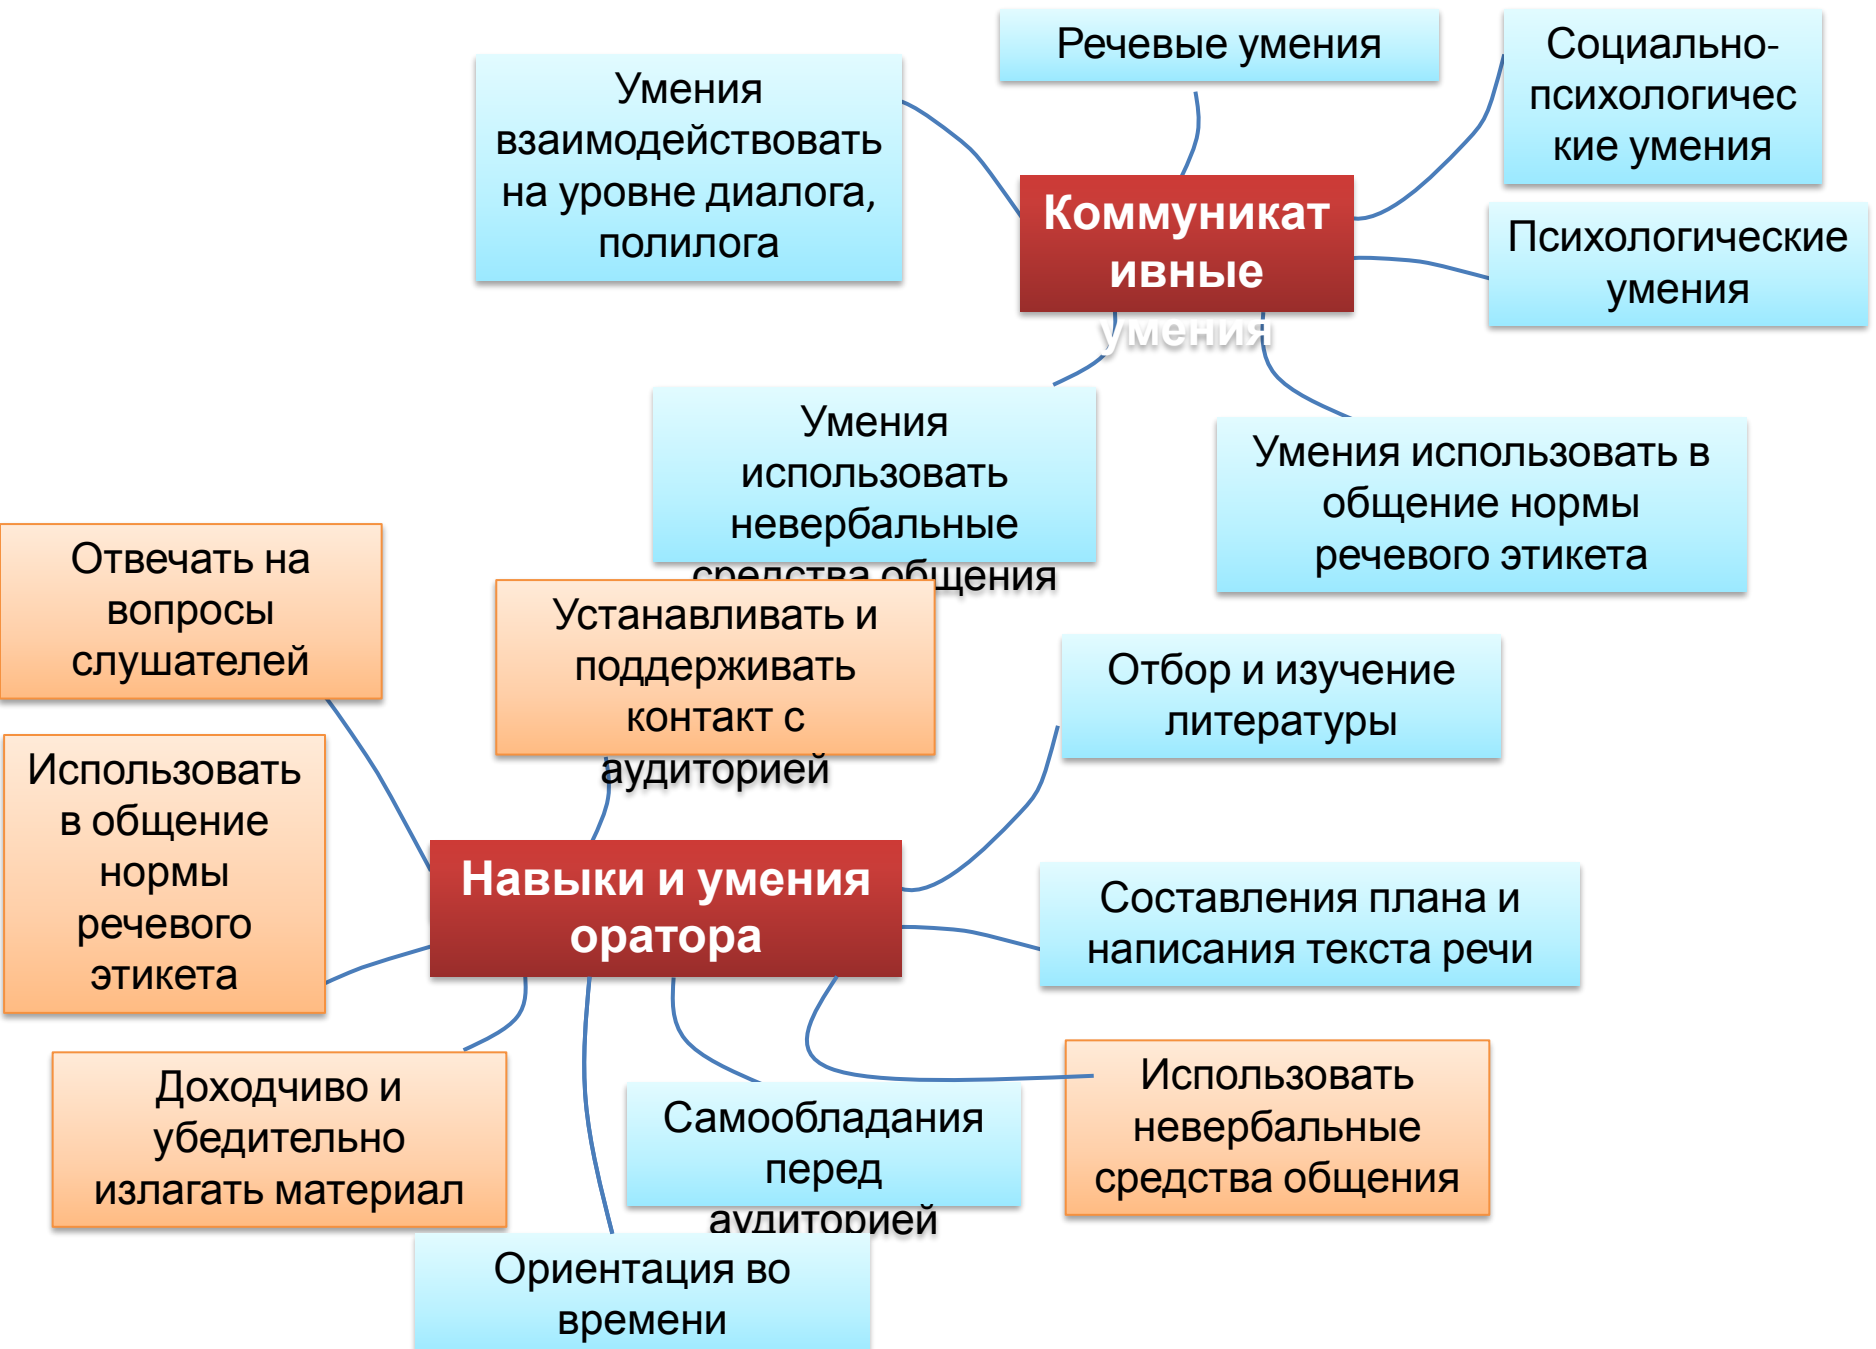 Речевые умения
Социально-
психологичес
кие умения
Умения
взаимодействовать
на уровне диалога,
полилога
Коммуникат
ивные
умения
Психологические
умения
Умения
использовать
невербальные
средства общения
Умения использовать в
общение нормы
речевого этикета
Отвечать на
вопросы
слушателей
Устанавливать и
поддерживать
контакт с
аудиторией
Отбор и изучение
литературы
Использовать
в общение
нормы
речевого
этикета
Навыки и умения
оратора
Составления плана и
написания текста речи
Доходчиво и
убедительно
излагать материал
Самообладания
перед
аудиторией
Использовать
невербальные
средства общения
Ориентация во
времени